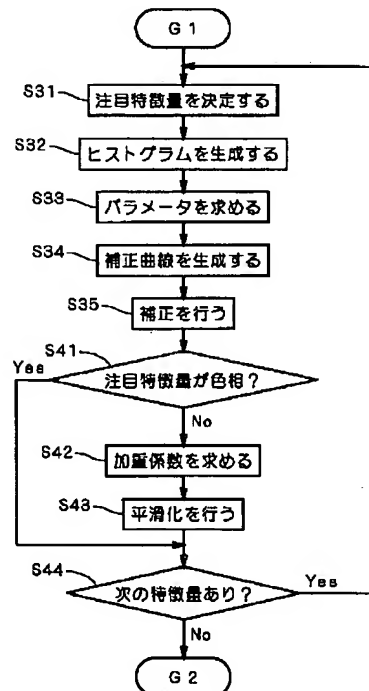 G1
S31
注目特徴量を決定する
S32
ヒストグラムを生成する
S33
パラメータを求める
S34
補正曲線を生成する
S35
補正を行う
S41
Yes
注目特徴量が色相？
No
S42
加重係数を求める
S43
平滑化を行う
S44
次の特徴量あり？
Yes
No
G2